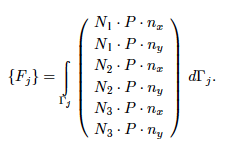 {F_j} = ∫_{Γ_j} ( N_1 · P · n_x
N_1 · P · n_y
N_2 · P · n_x
N_2 · P · n_y
N_3 · P · n_x
N_3 · P · n_y ) dΓ_j.